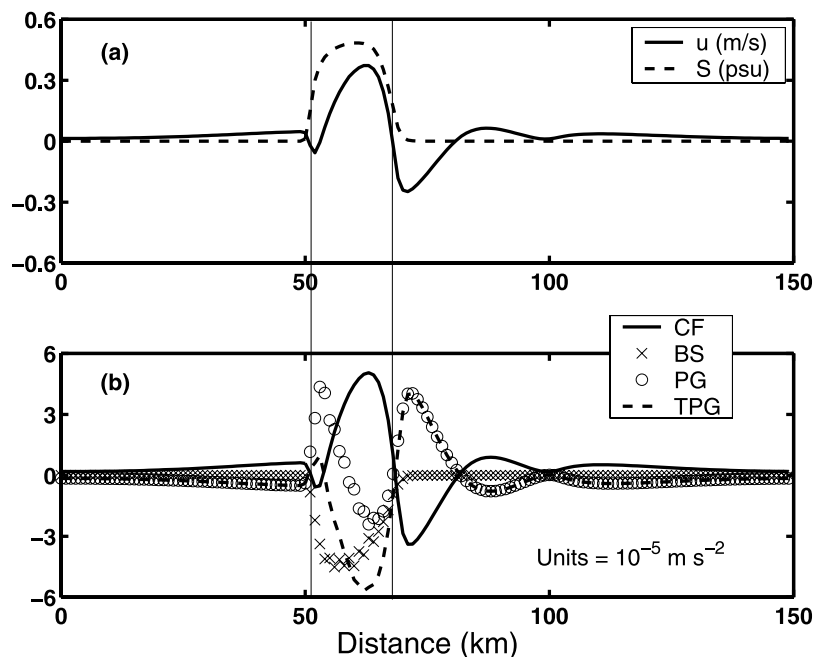 0.6
(a)
u (m/s)
S (psu)
0.3
0
−0.3
−0.6
0 50 100 150
CF
BS
PG
TPG
6
(b)
3
0
−3
Units = 10⁻⁵ m s⁻²
−6
0 50 100 150
Distance (km)